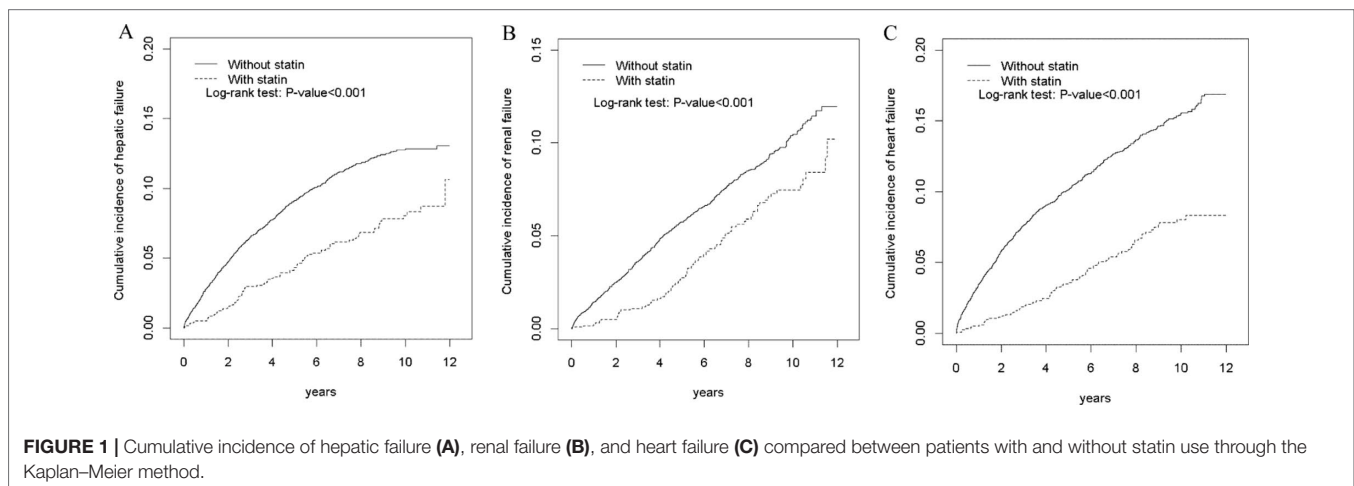 A
Cumulative incidence of hepatic failure
0.20
0.15
0.10
0.05
0.00
Without statin
With statin
Log-rank test: P-value<0.001
0 2 4 6 8 10 12
years
B
Cumulative incidence of renal failure
0.15
0.10
0.05
0.00
Without statin
With statin
Log-rank test: P-value<0.001
0 2 4 6 8 10 12
years
C
Cumulative incidence of heart failure
0.20
0.15
0.10
0.05
0.00
Without statin
With statin
Log-rank test: P-value<0.001
0 2 4 6 8 10 12
years
FIGURE 1 | Cumulative incidence of hepatic failure (A), renal failure (B), and heart failure (C) compared between patients with and without statin use through the
Kaplan–Meier method.